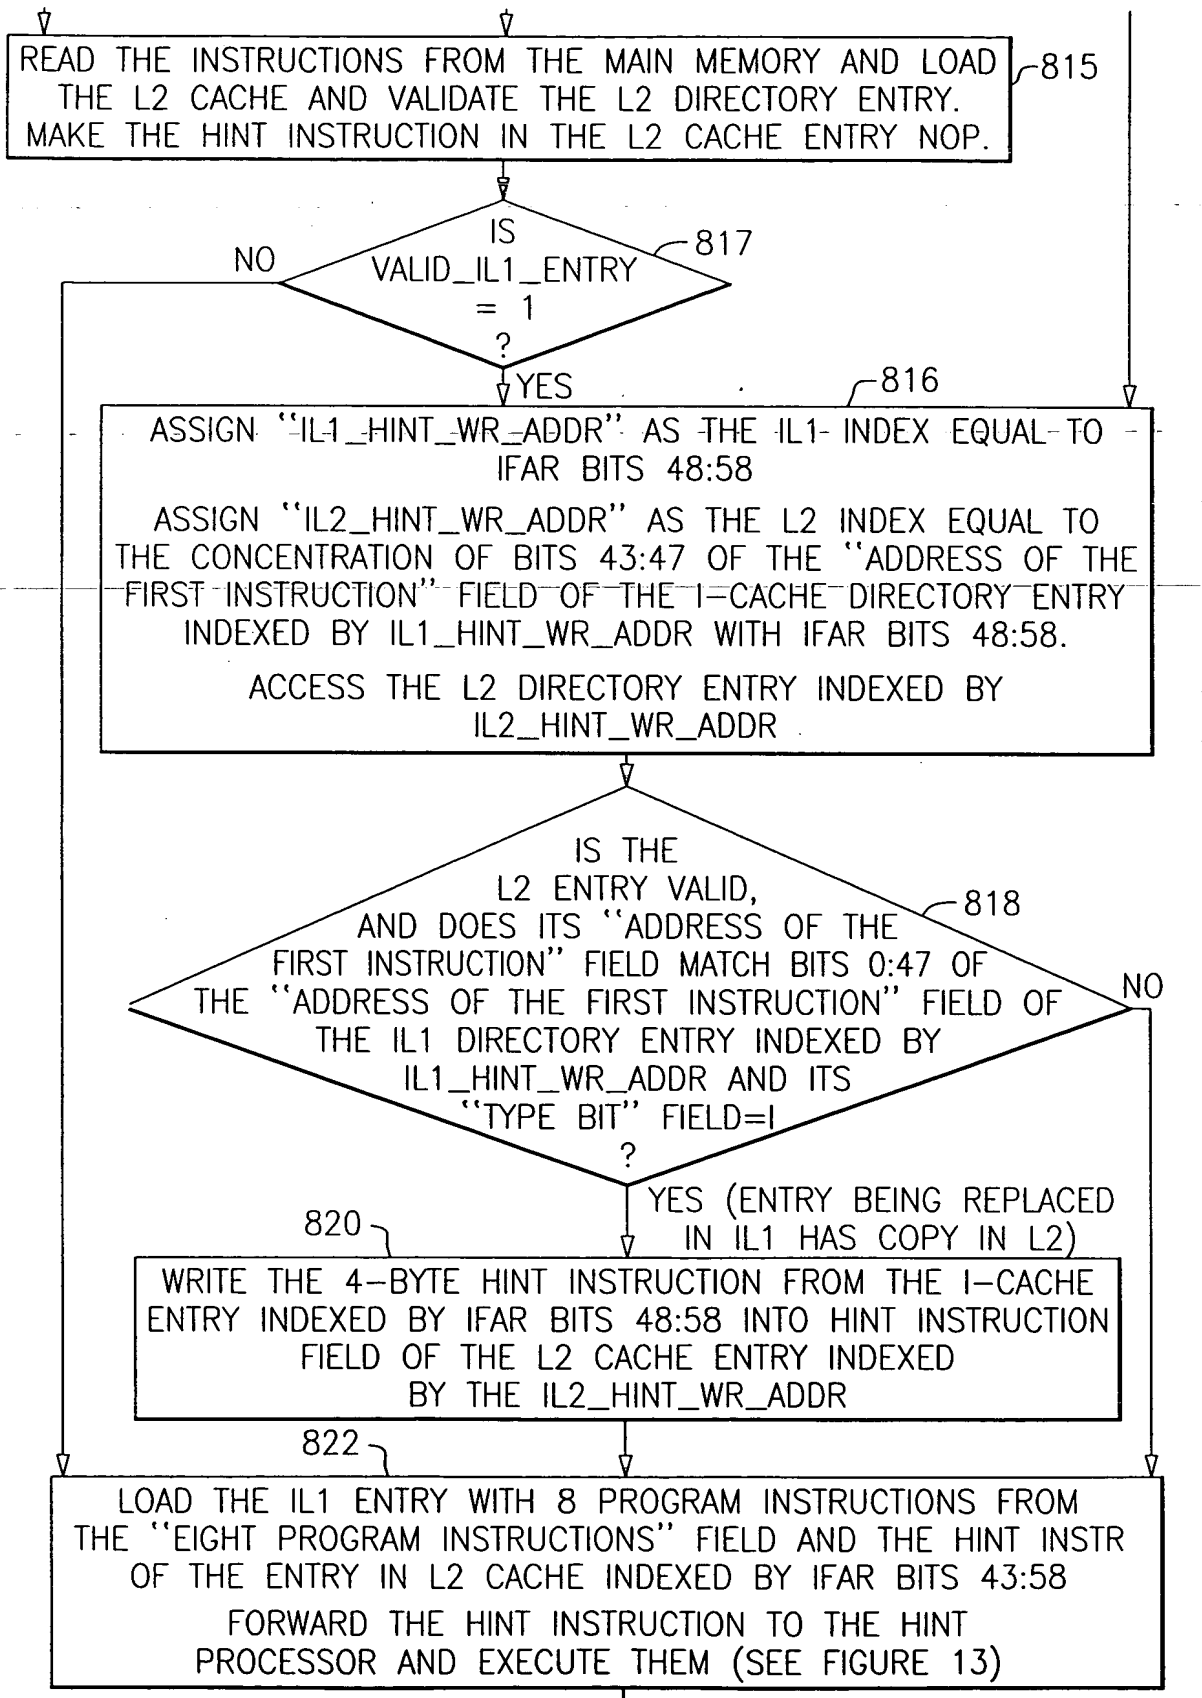 READ THE INSTRUCTIONS FROM THE MAIN MEMORY AND LOAD
THE L2 CACHE AND VALIDATE THE L2 DIRECTORY ENTRY.
MAKE THE HINT INSTRUCTION IN THE L2 CACHE ENTRY NOP.
815
IS
VALID_IL1_ENTRY
= 1
?
817
NO
YES
816
ASSIGN "IL1_HINT_WR_ADDR" AS THE IL1 INDEX EQUAL TO
IFAR BITS 48:58
ASSIGN "IL2_HINT_WR_ADDR" AS THE L2 INDEX EQUAL TO
THE CONCENTRATION OF BITS 43:47 OF THE "ADDRESS OF THE
FIRST INSTRUCTION" FIELD OF THE I-CACHE DIRECTORY ENTRY
INDEXED BY IL1_HINT_WR_ADDR WITH IFAR BITS 48:58.
ACCESS THE L2 DIRECTORY ENTRY INDEXED BY
IL2_HINT_WR_ADDR
IS THE
L2 ENTRY VALID,
AND DOES ITS "ADDRESS OF THE
FIRST INSTRUCTION" FIELD MATCH BITS 0:47 OF
THE "ADDRESS OF THE FIRST INSTRUCTION" FIELD OF
THE IL1 DIRECTORY ENTRY INDEXED BY
IL1_HINT_WR_ADDR AND ITS
"TYPE BIT" FIELD=I
?
818
NO
YES (ENTRY BEING REPLACED
IN IL1 HAS COPY IN L2)
820
WRITE THE 4-BYTE HINT INSTRUCTION FROM THE I-CACHE
ENTRY INDEXED BY IFAR BITS 48:58 INTO HINT INSTRUCTION
FIELD OF THE L2 CACHE ENTRY INDEXED
BY THE IL2_HINT_WR_ADDR
822
LOAD THE IL1 ENTRY WITH 8 PROGRAM INSTRUCTIONS FROM
THE "EIGHT PROGRAM INSTRUCTIONS" FIELD AND THE HINT INSTR
OF THE ENTRY IN L2 CACHE INDEXED BY IFAR BITS 43:58
FORWARD THE HINT INSTRUCTION TO THE HINT
PROCESSOR AND EXECUTE THEM (SEE FIGURE 13)